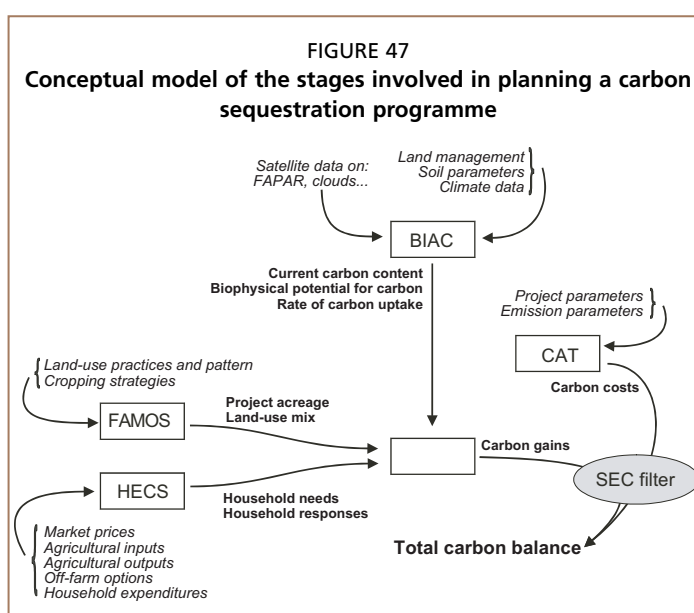 FIGURE 47
Conceptual model of the stages involved in planning a carbon
sequestration programme
Satellite data on:
FAPAR, clouds...
Land management
Soil parameters
Climate data
BIAC
Current carbon content
Biophysical potential for carbon
Rate of carbon uptake
Project parameters
Emission parameters
CAT
Carbon costs
Land-use practices and pattern
Cropping strategies
FAMOS
Project acreage
Land-use mix
Carbon gains
SEC filter
HECS
Household needs
Household responses
Total carbon balance
Market prices
Agricultural inputs
Agricultural outputs
Off-farm options
Household expenditures